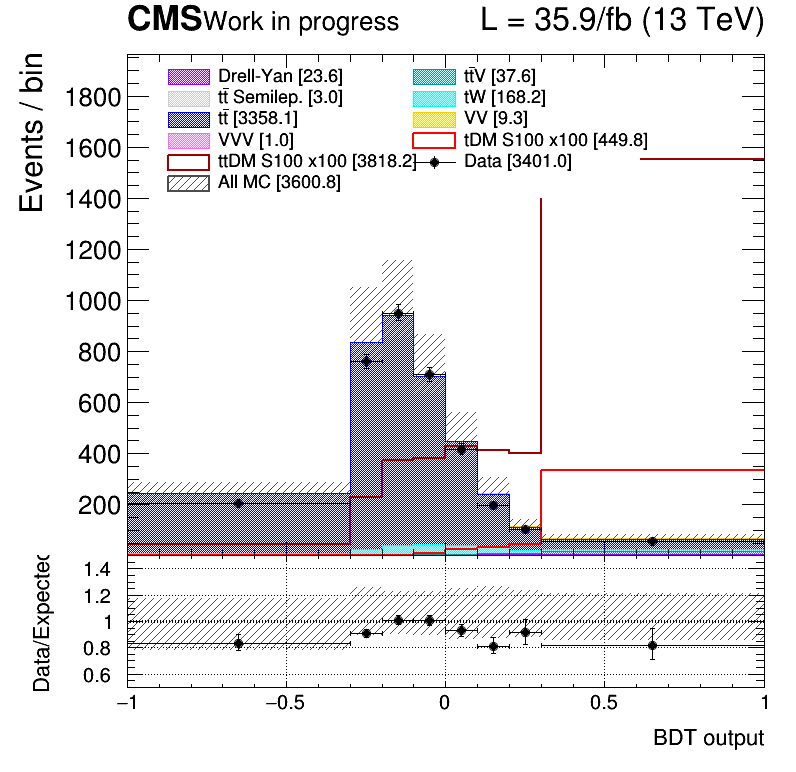 CMS Work in progress L = 35.9/fb (13 TeV)
Events / bin
Drell-Yan [23.6] tt̄V [37.6]
tt̄ Semilep. [3.0] tW [168.2]
tt̄ [3358.1] VV [9.3]
VVV [1.0] tDM S100 x100 [449.8]
ttDM S100 x100 [3818.2] Data [3401.0]
All MC [3600.8]
1800
1600
1400
1200
1000
800
600
400
200
Data/Expected
1.4
1.2
1
0.8
0.6
−1 −0.5 0 0.5 1
BDT output